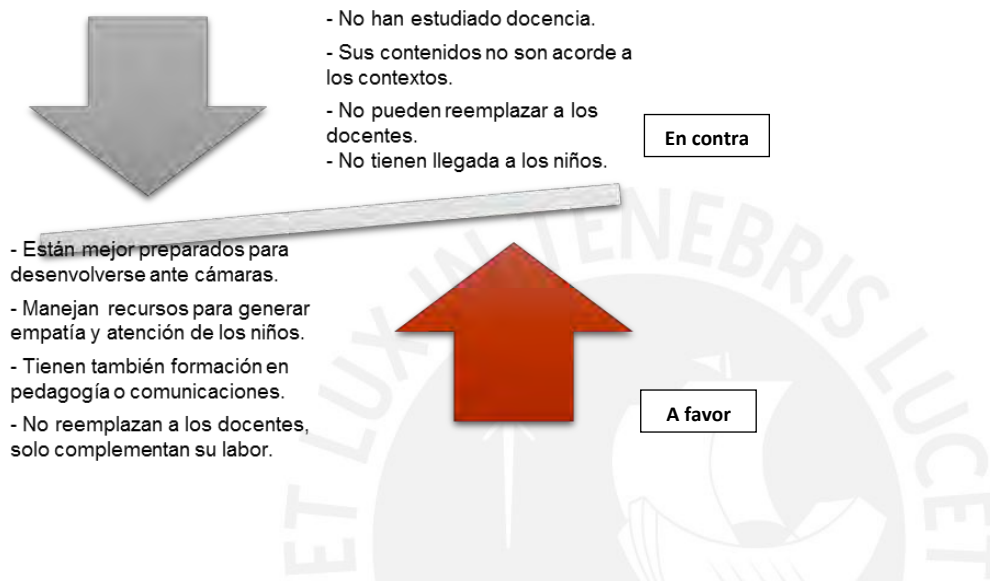 - No han estudiado docencia.
- Sus contenidos no son acorde a
los contextos.
- No pueden reemplazar a los
docentes.
- No tienen llegada a los niños.
En contra
- Están mejor preparados para
desenvolverse ante cámaras.
- Manejan recursos para generar
empatía y atención de los niños.
- Tienen también formación en
pedagogía o comunicaciones.
- No reemplazan a los docentes,
solo complementan su labor.
A favor
ET LUX IN TENEBRIS LUCET